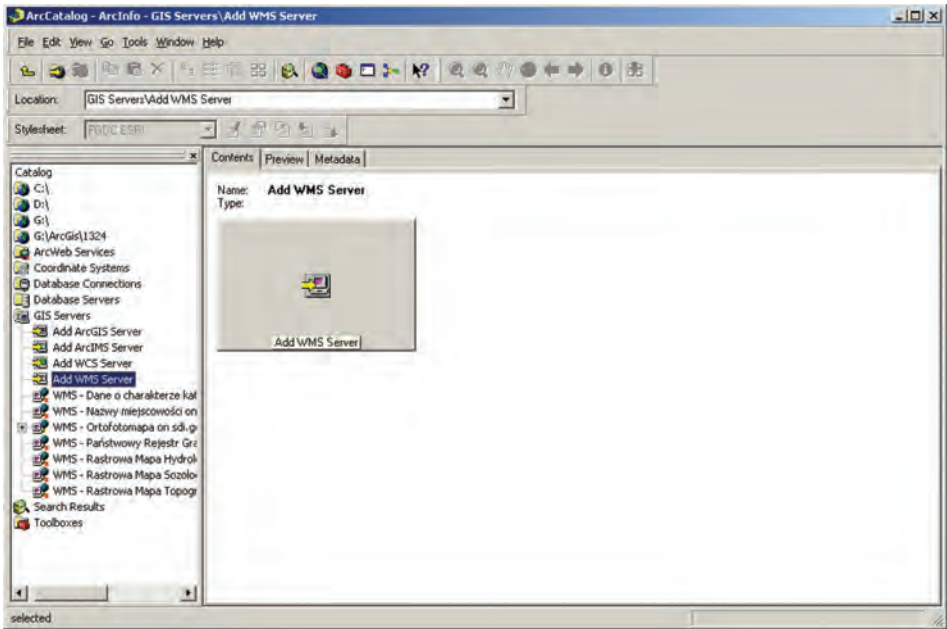 ArcCatalog - ArcInfo - GIS Servers\Add WMS Server
File Edit View Go Tools Window Help
Location: GIS Servers\Add WMS Server
Stylesheet: FGDC ESRI
Contents Preview Metadata
Catalog
C:\
D:\
G:\
G:\ArcGis\1324
ArcWeb Services
Coordinate Systems
Database Connections
Database Servers
GIS Servers
Add ArcGIS Server
Add ArcIMS Server
Add WCS Server
Add WMS Server
WMS - Dane o charakterze kat
WMS - Nazwy miejscowości on
WMS - Ortofotomapa on sdi.g
WMS - Państwowy Rejestr Gra
WMS - Rastrowa Mapa Hydrol
WMS - Rastrowa Mapa Sozolo
WMS - Rastrowa Mapa Topogr
Search Results
Toolboxes
Name: Add WMS Server
Type:
Add WMS Server
selected